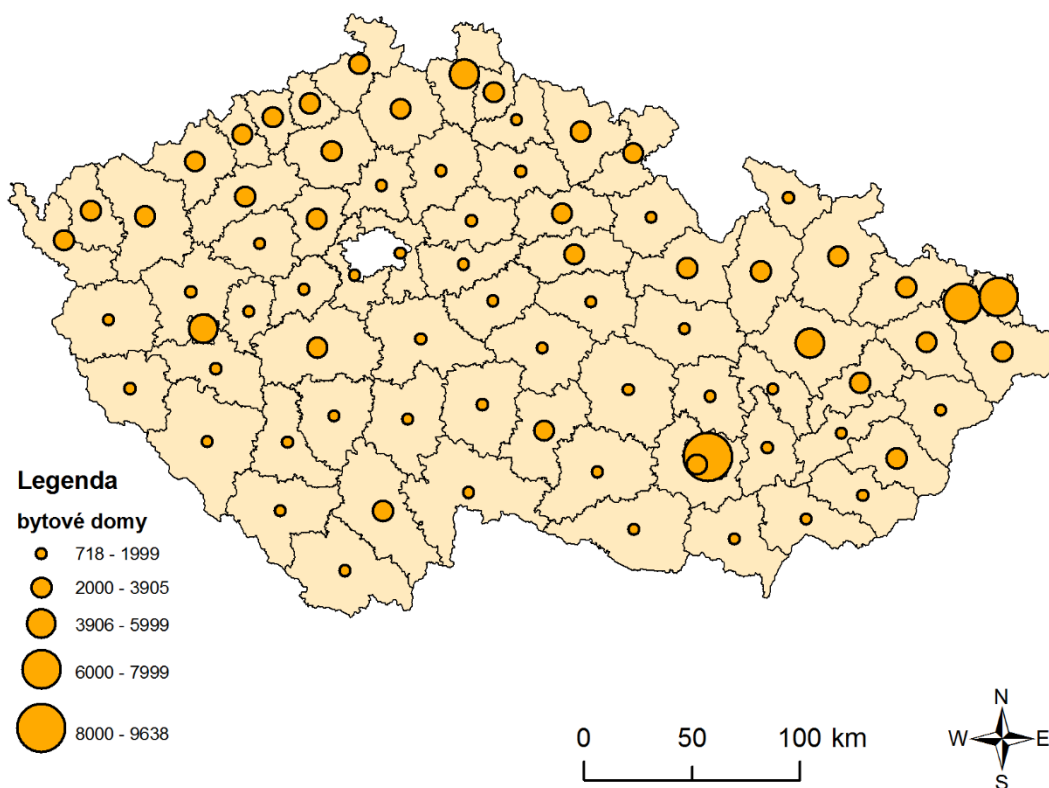 Legenda
bytové domy
718 - 1999
2000 - 3905
3906 - 5999
6000 - 7999
8000 - 9638
0 50 100 km
N
W E
S